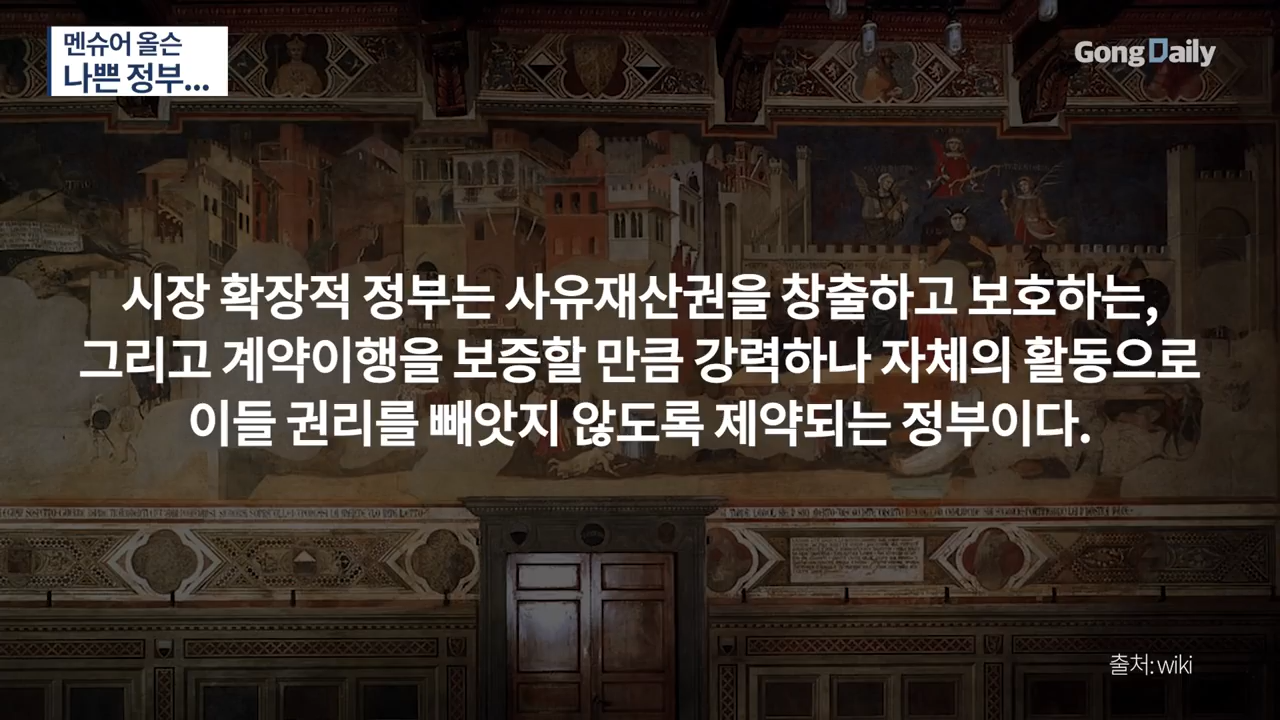 멘슈어 올슨
나쁜 정부...
Gong Daily
시장 확장적 정부는 사유재산권을 창출하고 보호하는,
그리고 계약이행을 보증할 만큼 강력하나 자체의 활동으로
이들 권리를 빼앗지 않도록 제약되는 정부이다.
출처: wiki